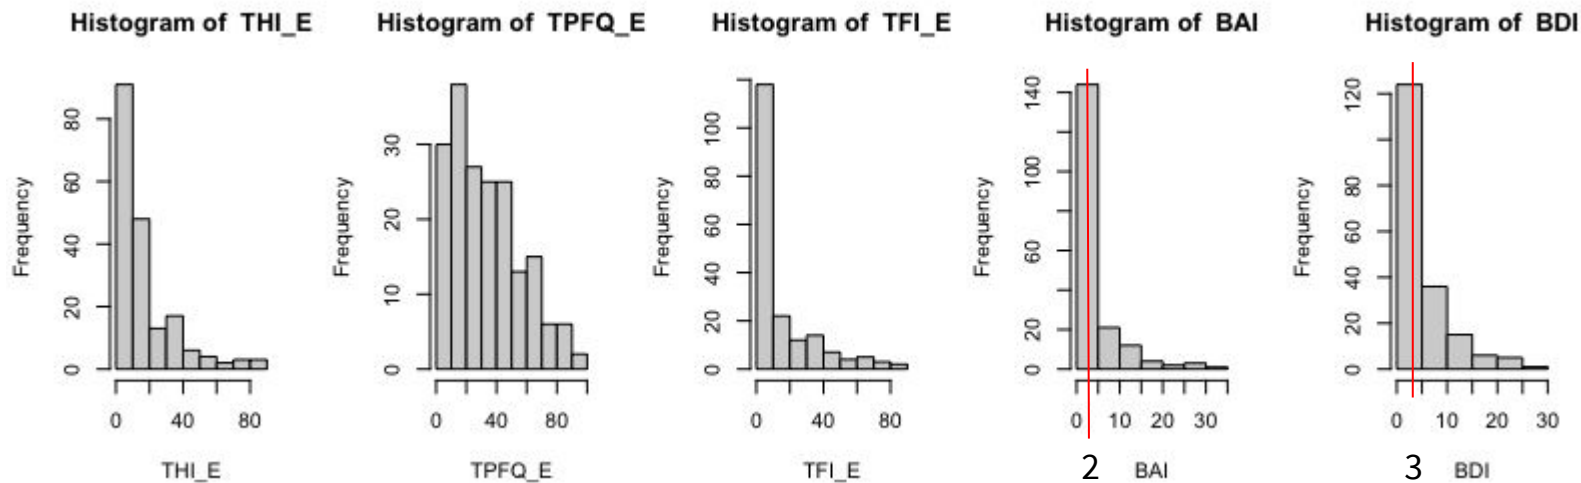 Histogram of THI_E
Frequency
0 20 40 60 80
0 40 80
THI_E
Histogram of TPFQ_E
Frequency
0 10 20 30
0 40 80
TPFQ_E
Histogram of TFI_E
Frequency
0 20 40 60 80 100
0 40 80
TFI_E
Histogram of BAI
Frequency
0 20 60 100 140
0 10 20 30
2 BAI
Histogram of BDI
Frequency
0 20 40 60 80 120
0 10 20 30
3 BDI